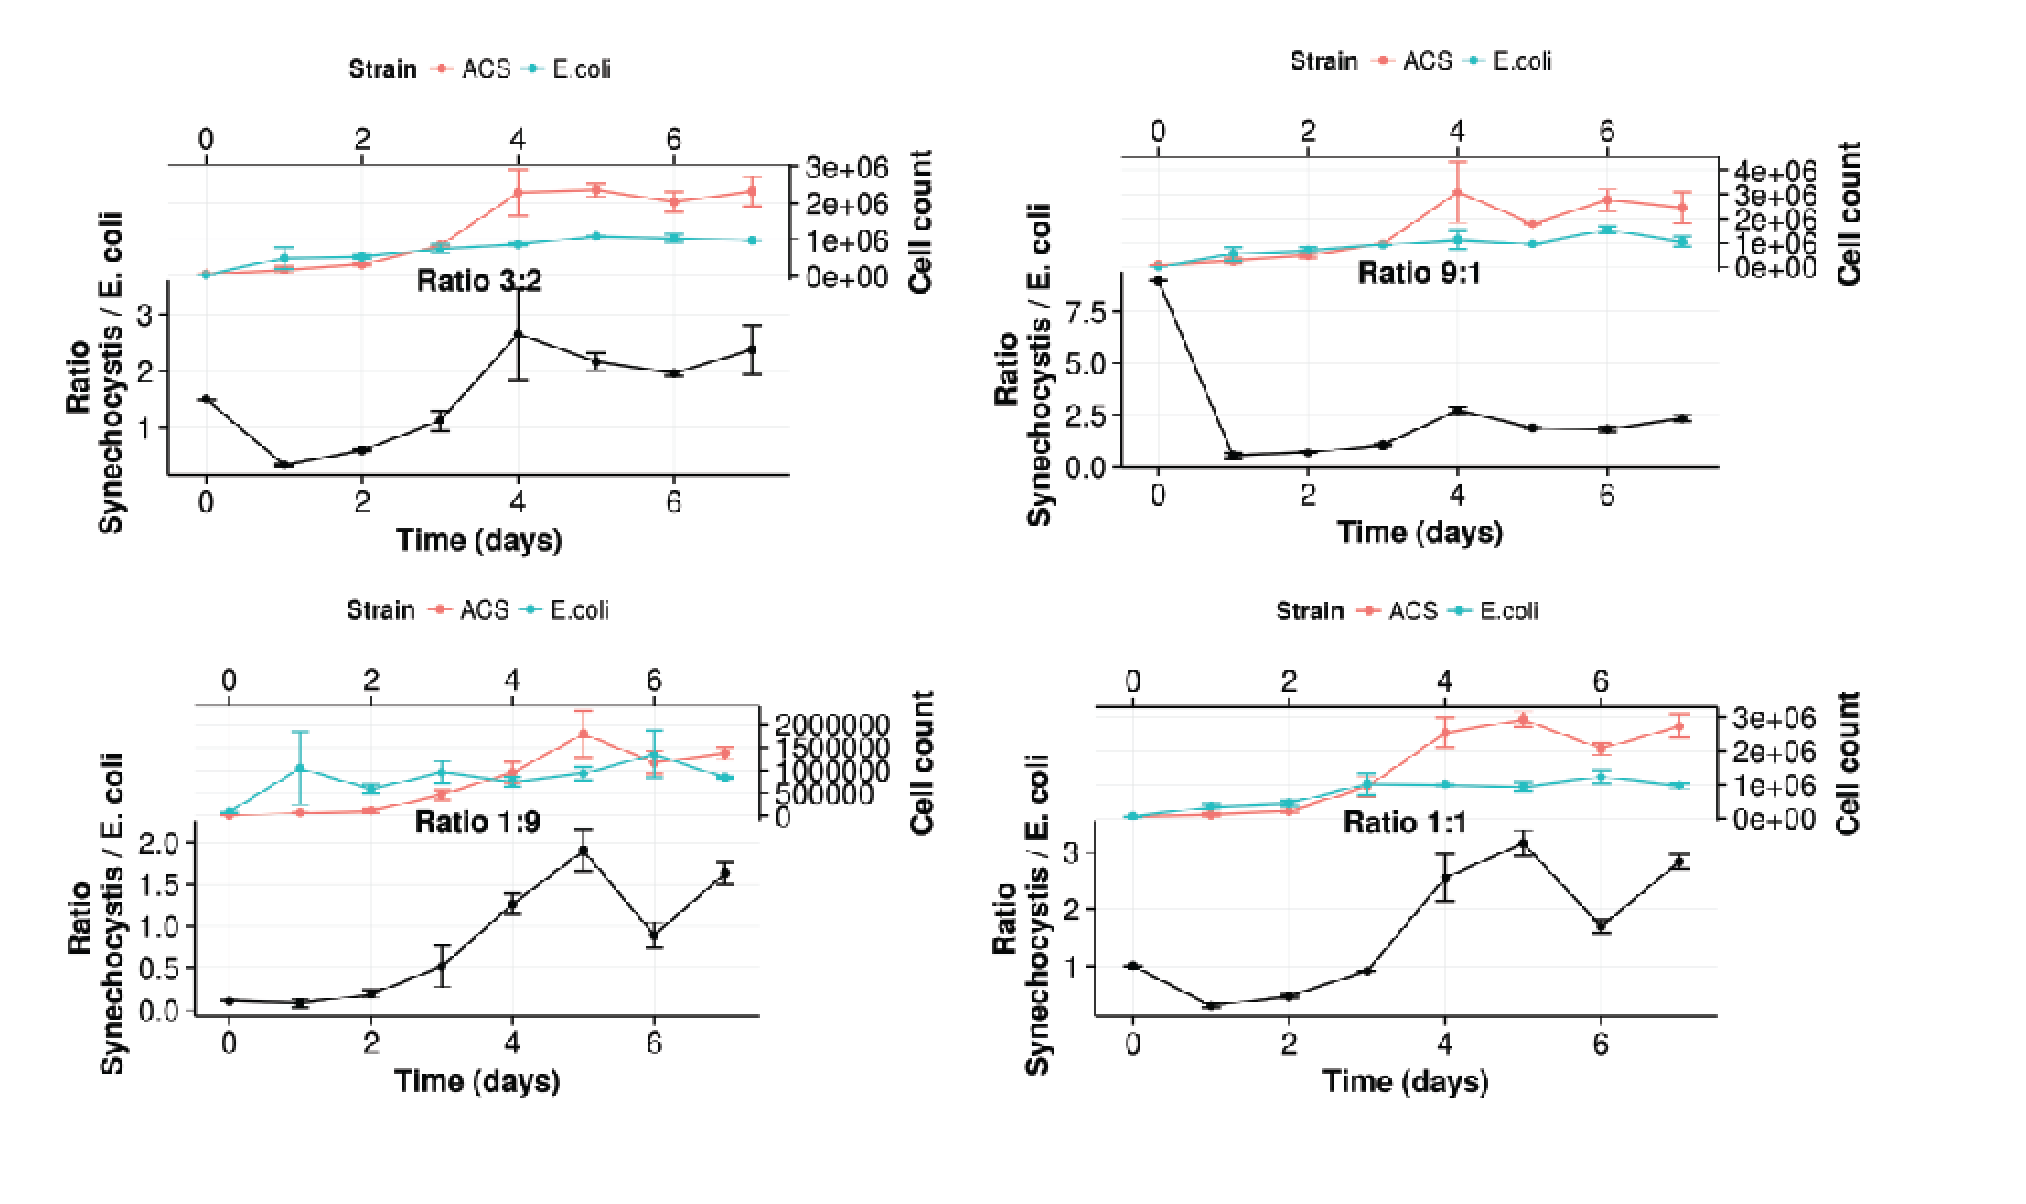 Strain ACS E.coli
0 2 4 6
3e+06
2e+06
1e+06
0e+00
Cell count
Ratio 3:2
Ratio
Synechocystis / E. coli
3
2
1
0 2 4 6
Time (days)
Strain ACS E.coli
0 2 4 6
4e+06
3e+06
2e+06
1e+06
0e+00
Cell count
Ratio 9:1
Ratio
Synechocystis / E. coli
7.5
5.0
2.5
0.0
0 2 4 6
Time (days)
Strain ACS E.coli
0 2 4 6
2000000
1500000
1000000
500000
0
Cell count
Ratio 1:9
Ratio
Synechocystis / E. coli
2.0
1.5
1.0
0.5
0.0
0 2 4 6
Time (days)
Strain ACS E.coli
0 2 4 6
3e+06
2e+06
1e+06
0e+00
Cell count
Ratio 1:1
Ratio
Synechocystis / E. coli
3
2
1
0 2 4 6
Time (days)